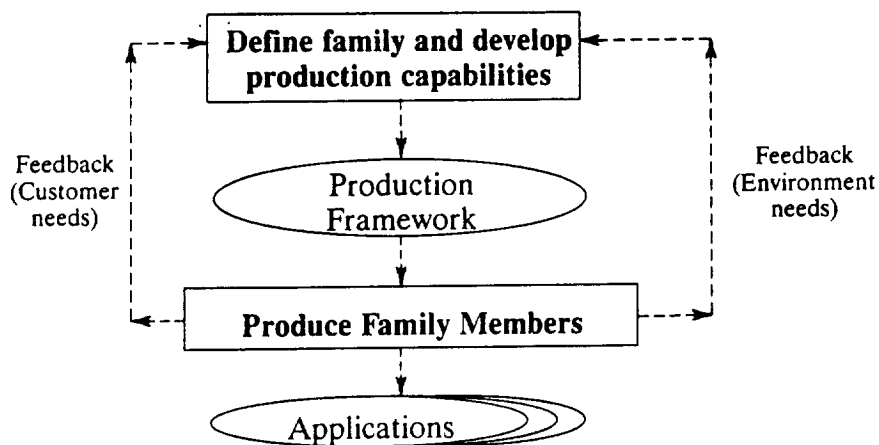 Define family and develop
production capabilities
Feedback
(Customer
needs)
Feedback
(Environment
needs)
Production
Framework
Produce Family Members
Applications